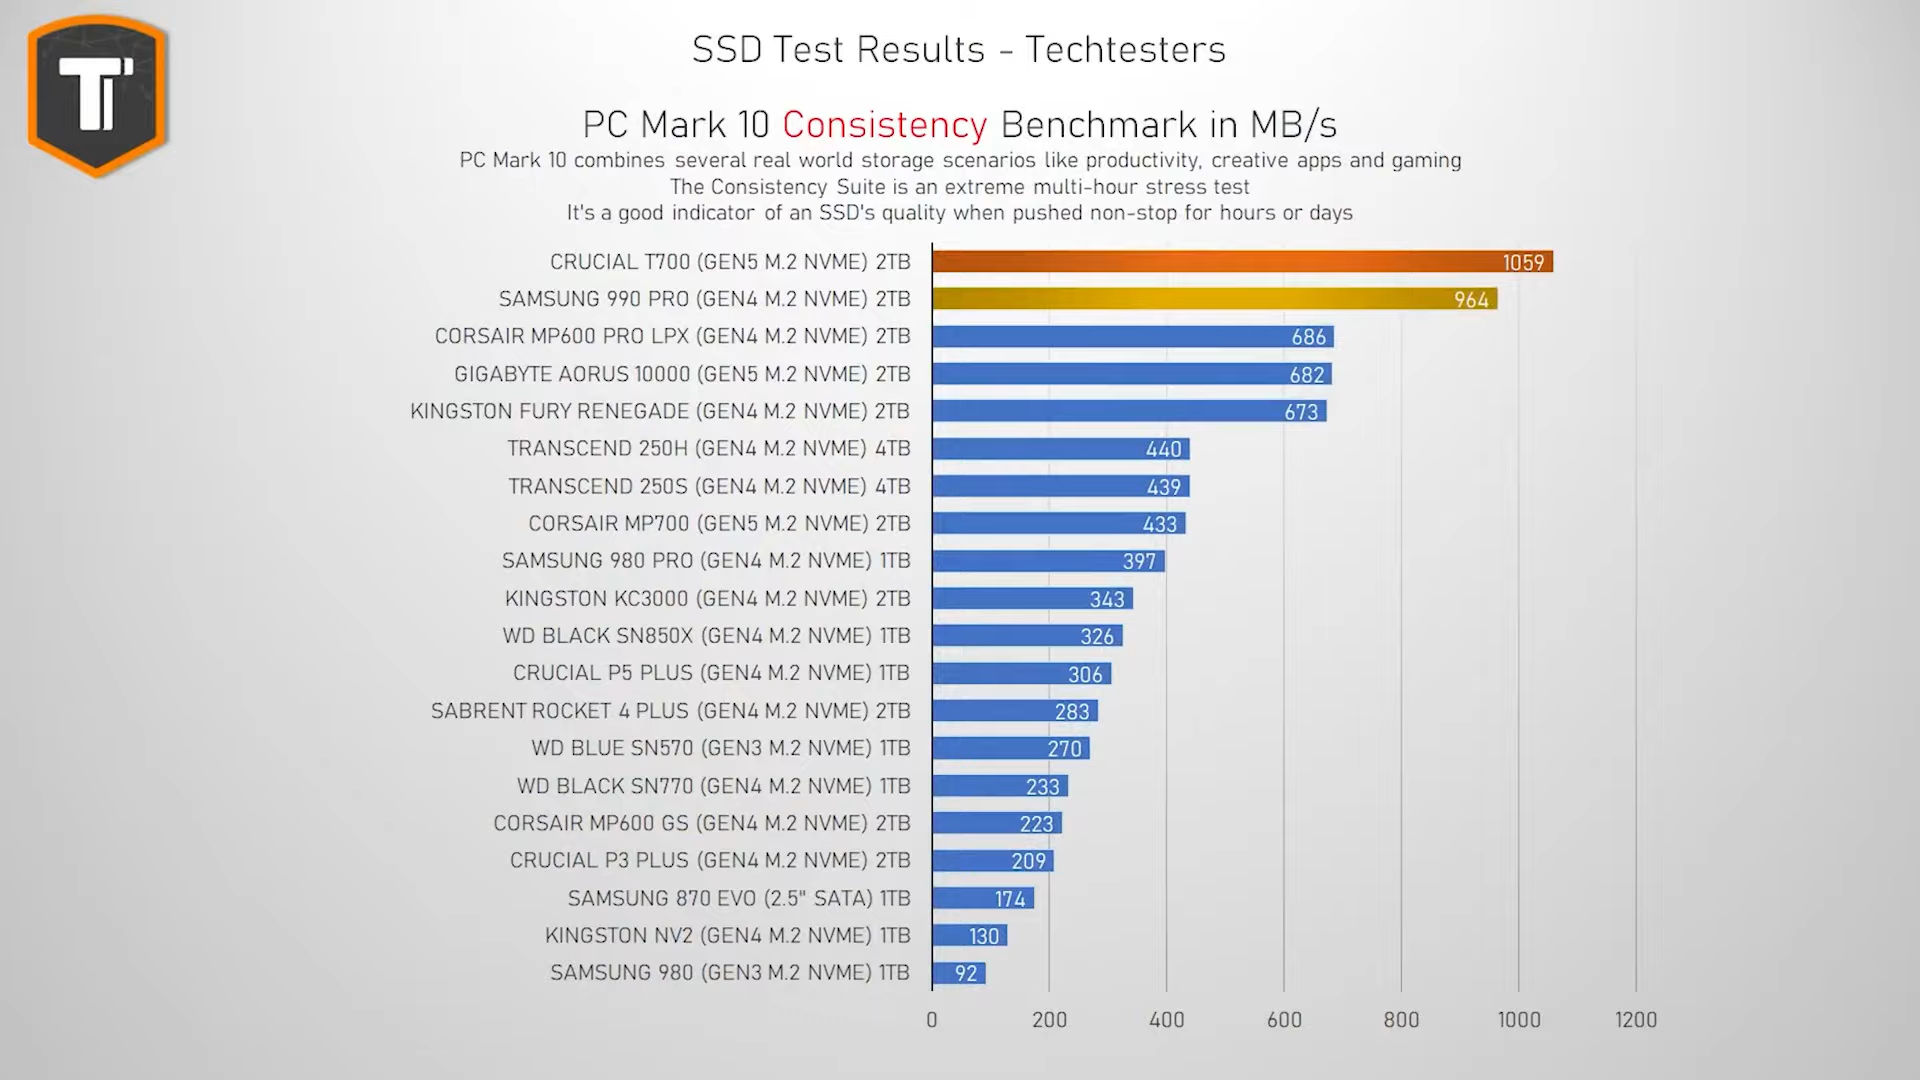 SSD Test Results - Techtesters
PC Mark 10 Consistency Benchmark in MB/s
PC Mark 10 combines several real world storage scenarios like productivity, creative apps and gaming
The Consistency Suite is an extreme multi-hour stress test
It's a good indicator of an SSD's quality when pushed non-stop for hours or days
CRUCIAL T700 (GEN5 M.2 NVME) 2TB 1059
SAMSUNG 990 PRO (GEN4 M.2 NVME) 2TB 964
CORSAIR MP600 PRO LPX (GEN4 M.2 NVME) 2TB 686
GIGABYTE AORUS 10000 (GEN5 M.2 NVME) 2TB 682
KINGSTON FURY RENEGADE (GEN4 M.2 NVME) 2TB 673
TRANSCEND 250H (GEN4 M.2 NVME) 4TB 440
TRANSCEND 250S (GEN4 M.2 NVME) 4TB 439
CORSAIR MP700 (GEN5 M.2 NVME) 2TB 433
SAMSUNG 980 PRO (GEN4 M.2 NVME) 1TB 397
KINGSTON KC3000 (GEN4 M.2 NVME) 2TB 343
WD BLACK SN850X (GEN4 M.2 NVME) 1TB 326
CRUCIAL P5 PLUS (GEN4 M.2 NVME) 1TB 306
SABRENT ROCKET 4 PLUS (GEN4 M.2 NVME) 2TB 283
WD BLUE SN570 (GEN3 M.2 NVME) 1TB 270
WD BLACK SN770 (GEN4 M.2 NVME) 1TB 233
CORSAIR MP600 GS (GEN4 M.2 NVME) 2TB 223
CRUCIAL P3 PLUS (GEN4 M.2 NVME) 2TB 209
SAMSUNG 870 EVO (2.5" SATA) 1TB 174
KINGSTON NV2 (GEN4 M.2 NVME) 1TB 130
SAMSUNG 980 (GEN3 M.2 NVME) 1TB 92
0 200 400 600 800 1000 1200